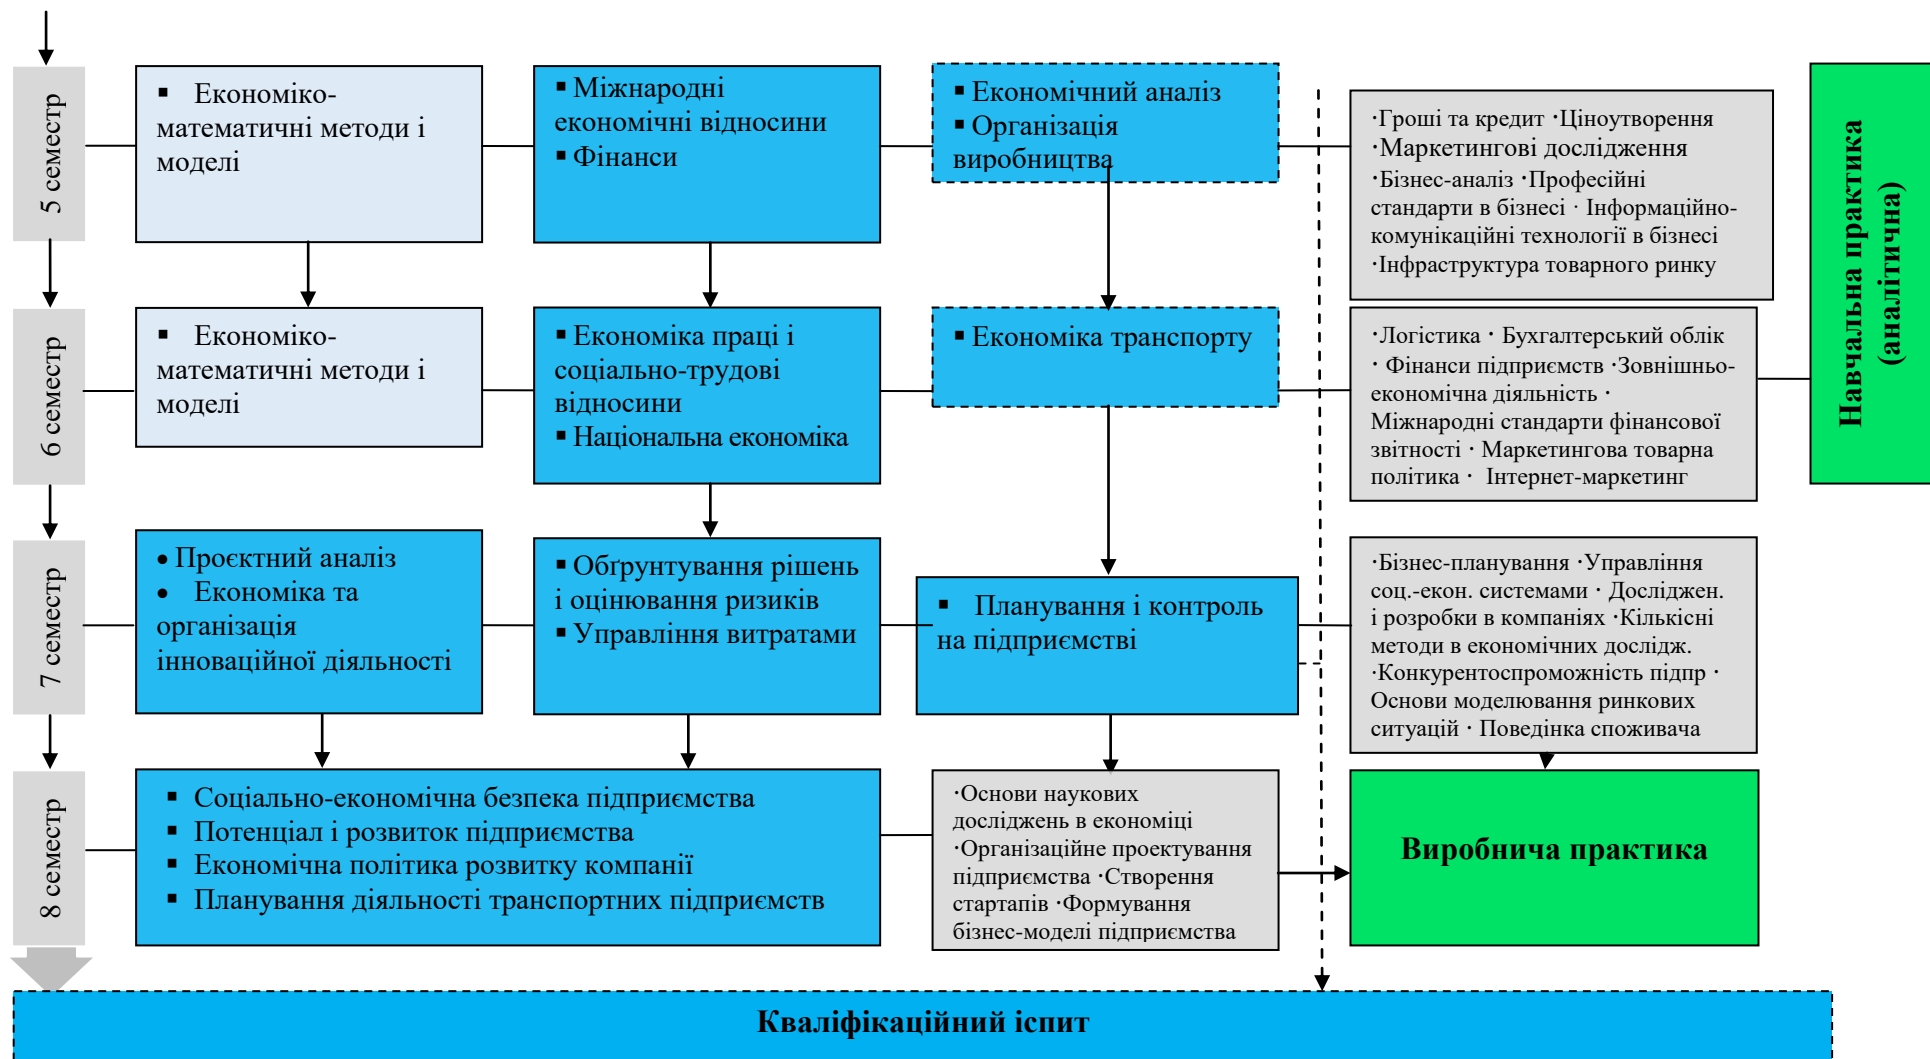 5 семестр
▪ Економіко-
математичні методи і
моделі
▪ Міжнародні
економічні відносини
▪ Фінанси
▪ Економічний аналіз
▪ Організація
виробництва
·Гроші та кредит ·Ціноутворення
·Маркетингові дослідження
·Бізнес-аналіз ·Професійні
стандарти в бізнесі · Інформаційно-
комунікаційні технології в бізнесі
·Інфраструктура товарного ринку
Навчальна практика
(аналітична)
6 семестр
▪ Економіко-
математичні методи і
моделі
▪ Економіка праці і
соціально-трудові
відносини
▪ Національна економіка
▪ Економіка транспорту
·Логістика · Бухгалтерський облік
· Фінанси підприємств ·Зовнішньо-
економічна діяльність ·
Міжнародні стандарти фінансової
звітності · Маркетингова товарна
політика · Інтернет-маркетинг
7 семестр
• Проєктний аналіз
• Економіка та
організація
інноваційної діяльності
▪ Обґрунтування рішень
і оцінювання ризиків
▪ Управління витратами
▪ Планування і контроль
на підприємстві
·Бізнес-планування ·Управління
соц.-екон. системами · Досліджен.
і розробки в компаніях ·Кількісні
методи в економічних дослідж.
·Конкурентоспроможність підпр ·
Основи моделювання ринкових
ситуацій · Поведінка споживача
8 семестр
▪ Соціально-економічна безпека підприємства
▪ Потенціал і розвиток підприємства
▪ Економічна політика розвитку компанії
▪ Планування діяльності транспортних підприємств
·Основи наукових
досліджень в економіці
·Організаційне проектування
підприємства ·Створення
стартапів ·Формування
бізнес-моделі підприємства
Виробнича практика
Кваліфікаційний іспит